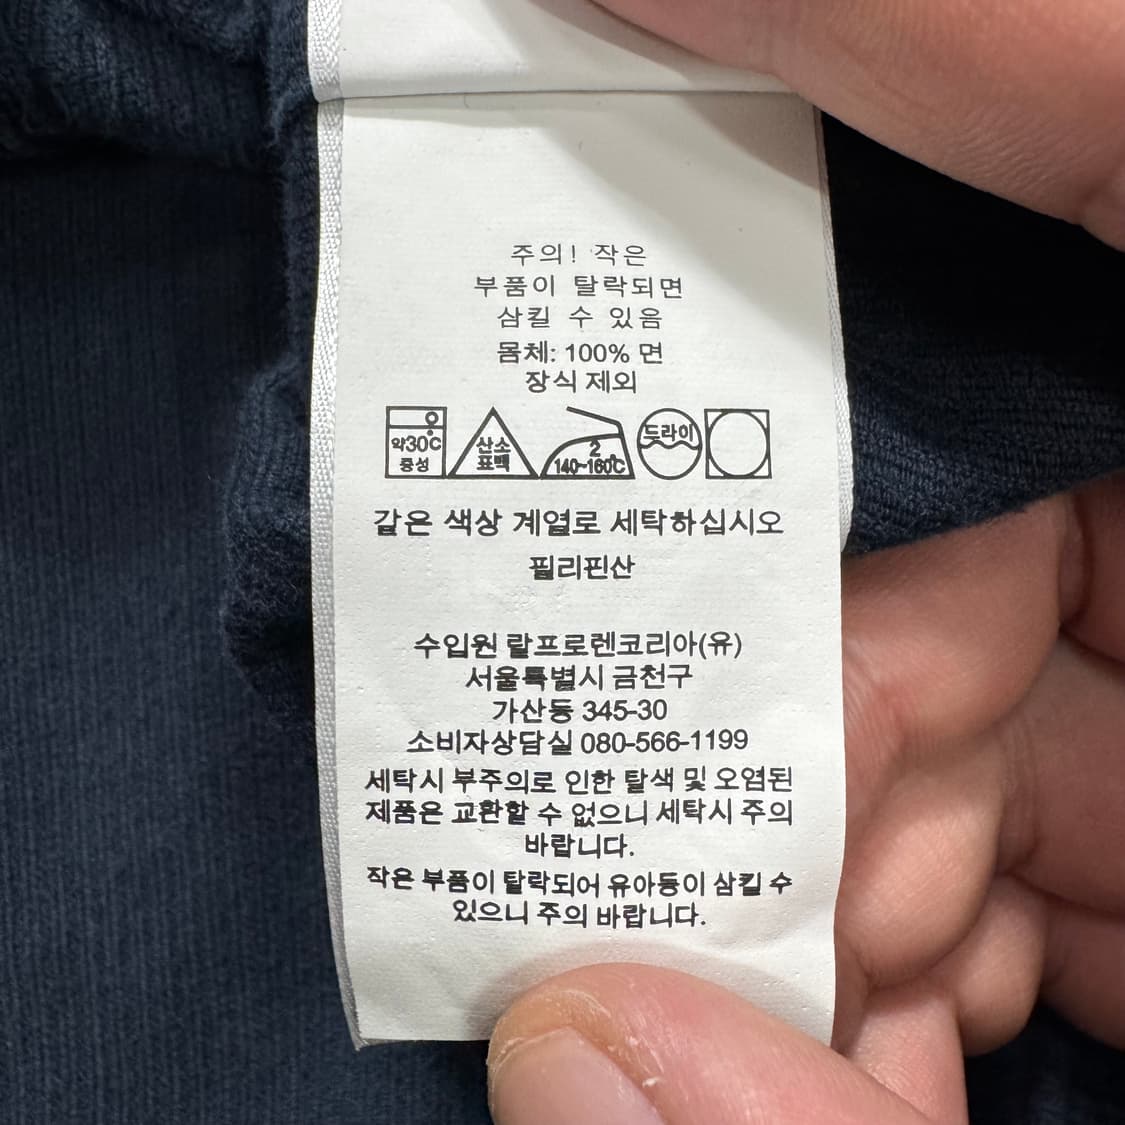 주의! 작은
부품이 탈락되면
삼킬 수 있음
몸체: 100% 면
장식 제외
약30℃
중성
산소
표백
2
140~160℃
드라이
같은 색상 계열로 세탁하십시오
필리핀산
수입원 랄프로렌코리아(유)
서울특별시 금천구
가산동 345-30
소비자상담실 080-566-1199
세탁시 부주의로 인한 탈색 및 오염된
제품은 교환할 수 없으니 세탁시 주의
바랍니다.
작은 부품이 탈락되어 유아등이 삼킬 수
있으니 주의 바랍니다.